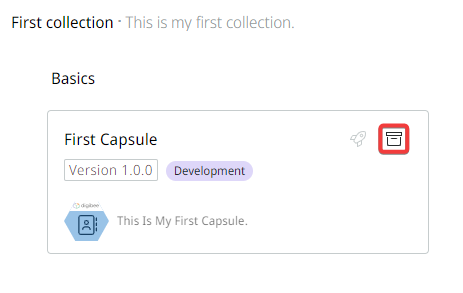 First collection · This is my first collection.
Basics
First Capsule
Version 1.0.0 Development
digibee
This Is My First Capsule.